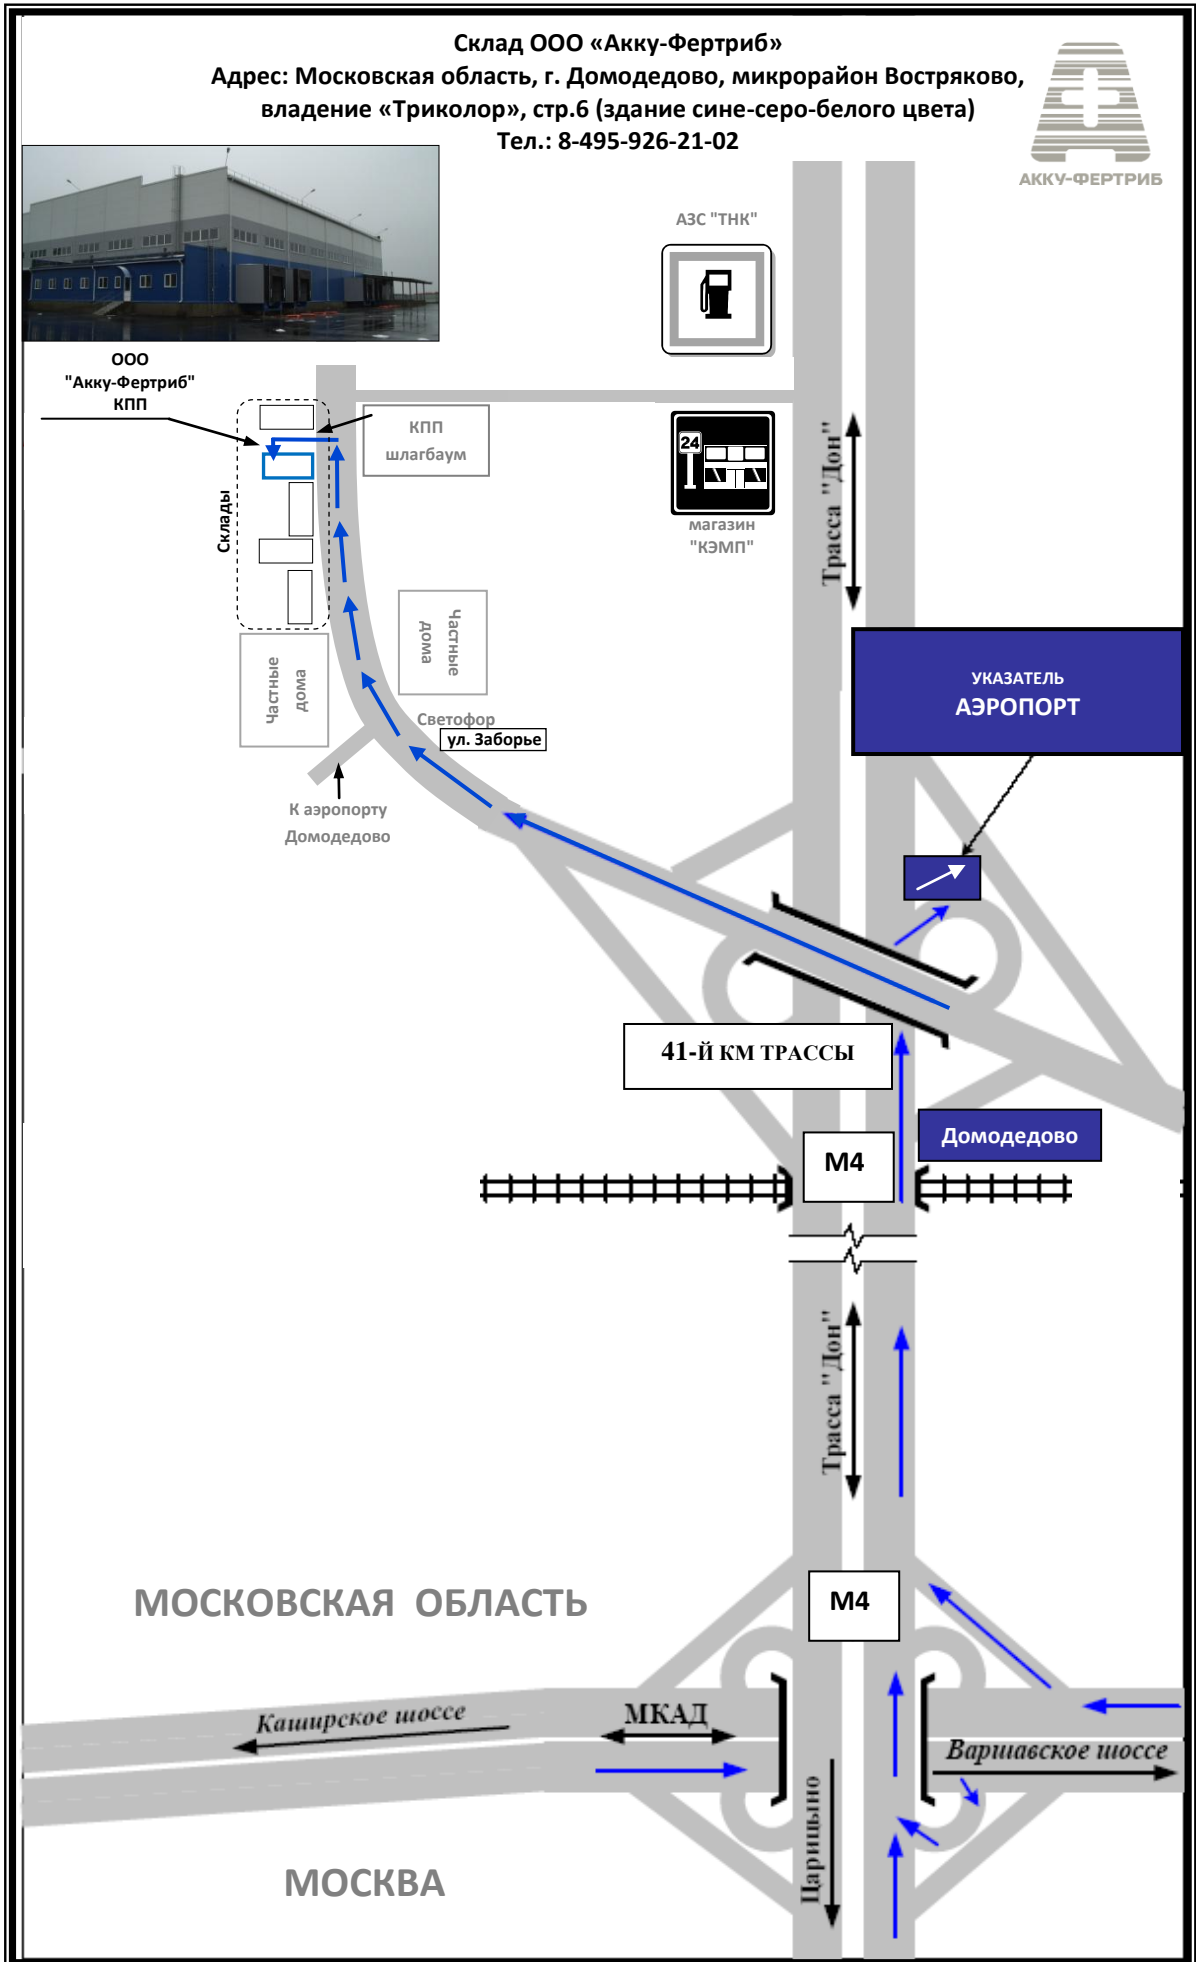 Склад ООО «Акку-Фертриб»
Адрес: Московская область, г. Домодедово, микрорайон Востряково,
владение «Триколор», стр.6 (здание сине-серо-белого цвета)
Тел.: 8-495-926-21-02
АККУ-ФЕРТРИБ
АЗС "ТНК"
ООО
"Акку-Фертриб"
КПП
КПП
шлагбаум
24
магазин
"КЭМП"
Склады
Трасса "Дон"
Частные
дома
Частные
дома
УКАЗАТЕЛЬ
АЭРОПОРТ
Светофор
ул. Заборье
К аэропорту
Домодедово
41-Й КМ ТРАССЫ
Домодедово
М4
Трасса "Дон"
МОСКОВСКАЯ ОБЛАСТЬ
М4
Каширское шоссе
МКАД
Варшавское шоссе
Царицыно
МОСКВА